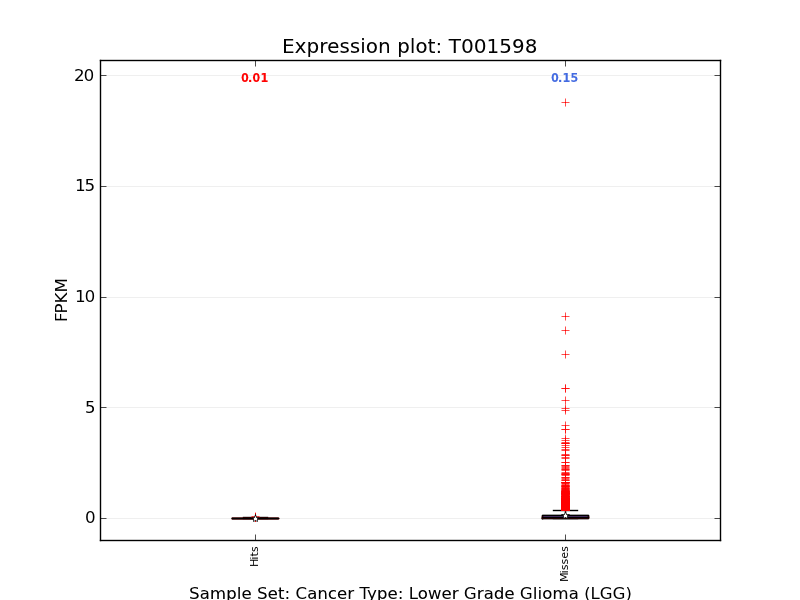 Expression plot: T001598
20
0.01
0.15
15
10
5
0
FPKM
Hits
Misses
Sample Set: Cancer Type: Lower Grade Glioma (LGG)